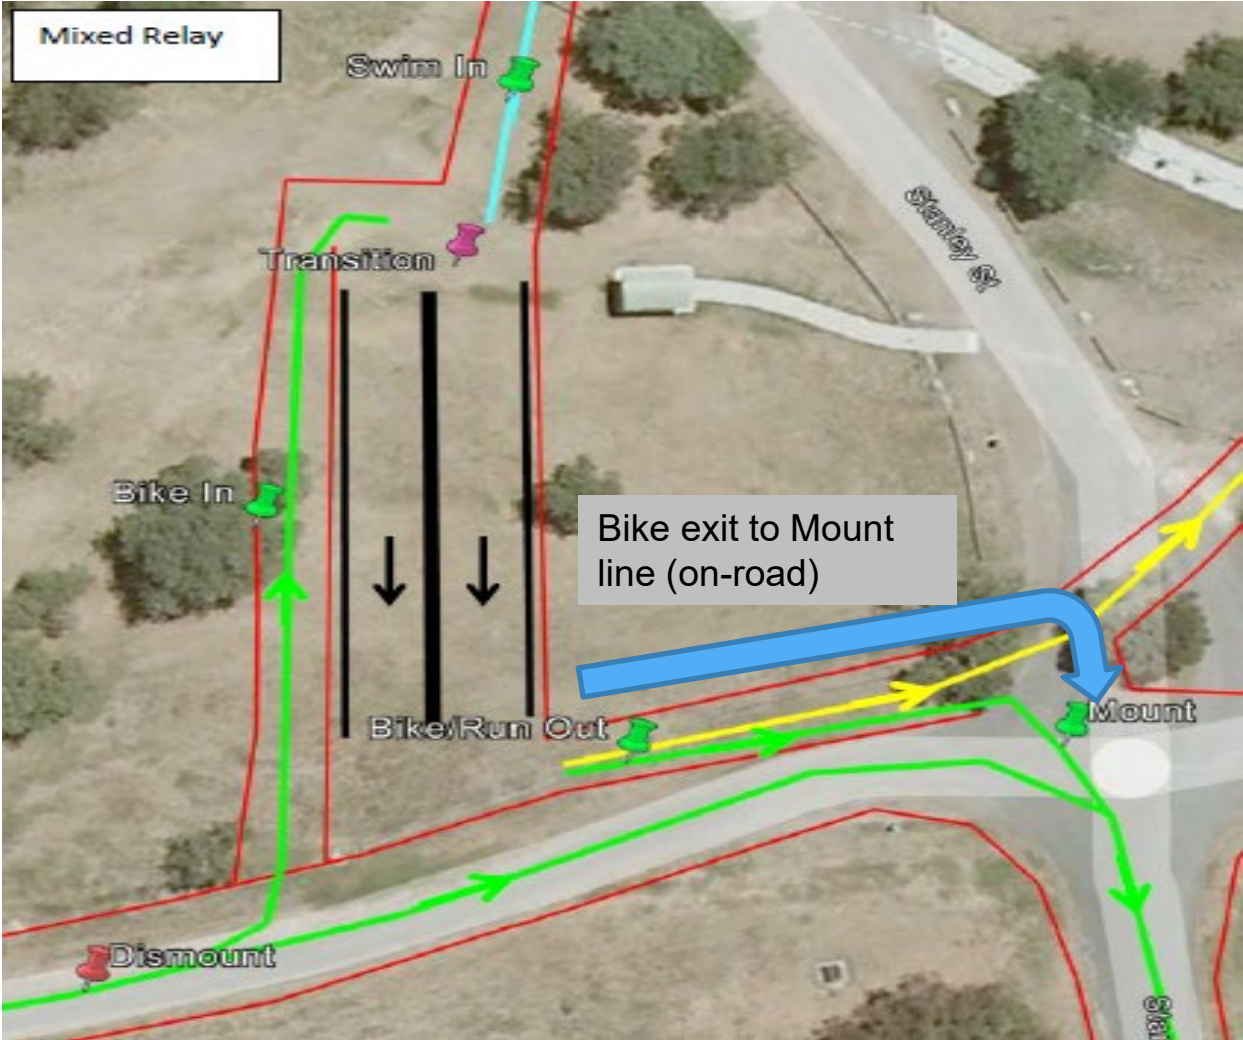 Mixed Relay
Swim In
Stanley St
Transition
Bike In
Bike exit to Mount
line (on-road)
Bike/Run Out
Mount
Dismount